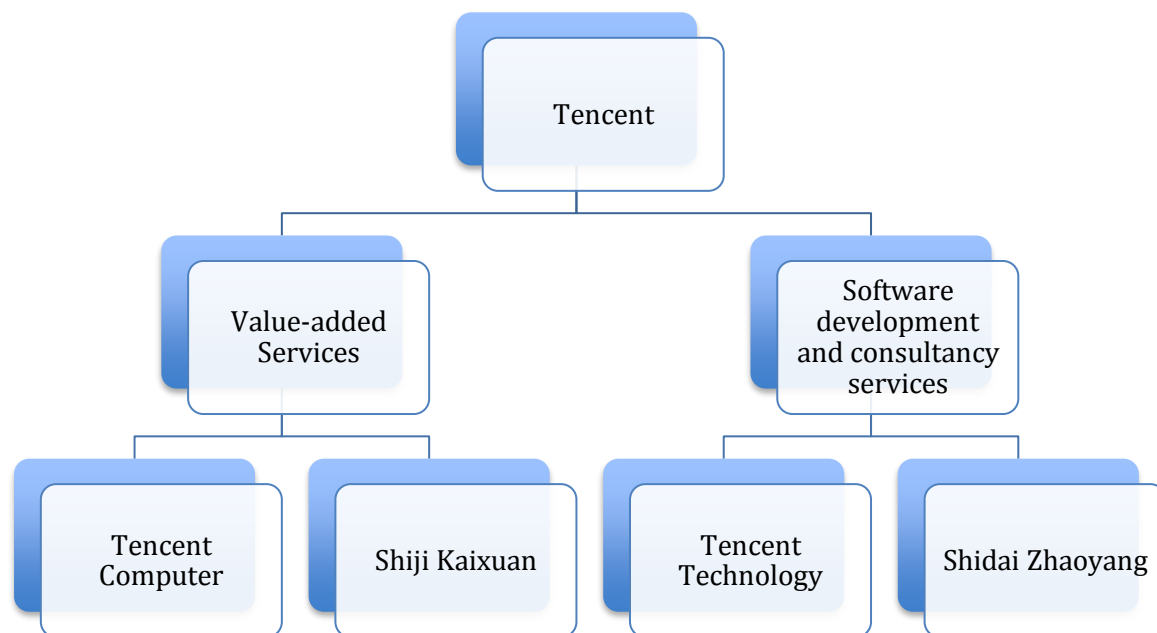 Tencent
Value-added
Services
Software
development
and consultancy
services
Tencent
Computer
Shiji Kaixuan
Tencent
Technology
Shidai Zhaoyang